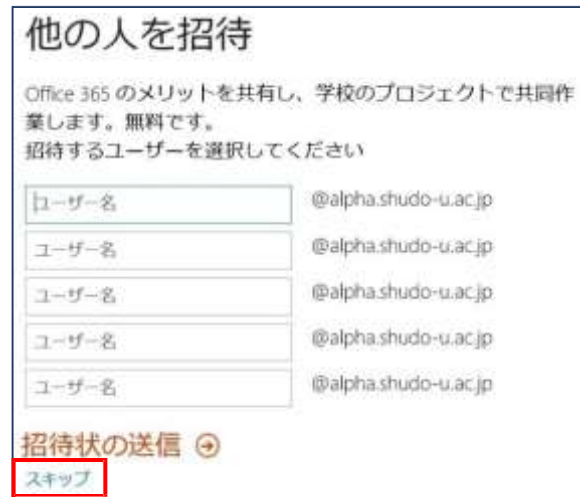 他の人を招待
Office 365 のメリットを共有し、学校のプロジェクトで共同作
業します。無料です。
招待するユーザーを選択してください
ユーザー名 @alpha.shudo-u.ac.jp
ユーザー名 @alpha.shudo-u.ac.jp
ユーザー名 @alpha.shudo-u.ac.jp
ユーザー名 @alpha.shudo-u.ac.jp
ユーザー名 @alpha.shudo-u.ac.jp
招待状の送信
スキップ